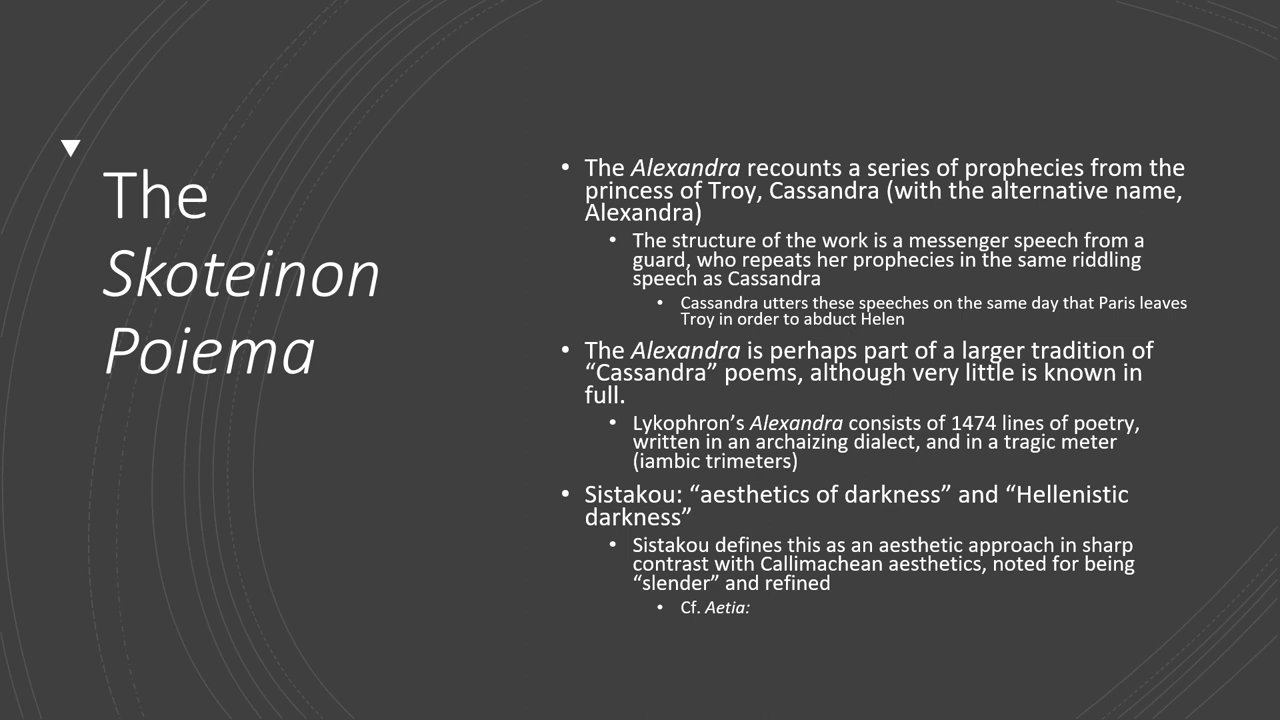 The
Skoteinon
Poiema
• The Alexandra recounts a series of prophecies from the
princess of Troy, Cassandra (with the alternative name,
Alexandra)
• The structure of the work is a messenger speech from a
guard, who repeats her prophecies in the same riddling
speech as Cassandra
• Cassandra utters these speeches on the same day that Paris leaves
Troy in order to abduct Helen
• The Alexandra is perhaps part of a larger tradition of
“Cassandra” poems, although very little is known in
full.
• Lykophron’s Alexandra consists of 1474 lines of poetry,
written in an archaizing dialect, and in a tragic meter
(iambic trimeters)
• Sistakou: “aesthetics of darkness” and “Hellenistic
darkness”
• Sistakou defines this as an aesthetic approach in sharp
contrast with Callimachean aesthetics, noted for being
“slender” and refined
• Cf. Aetia: